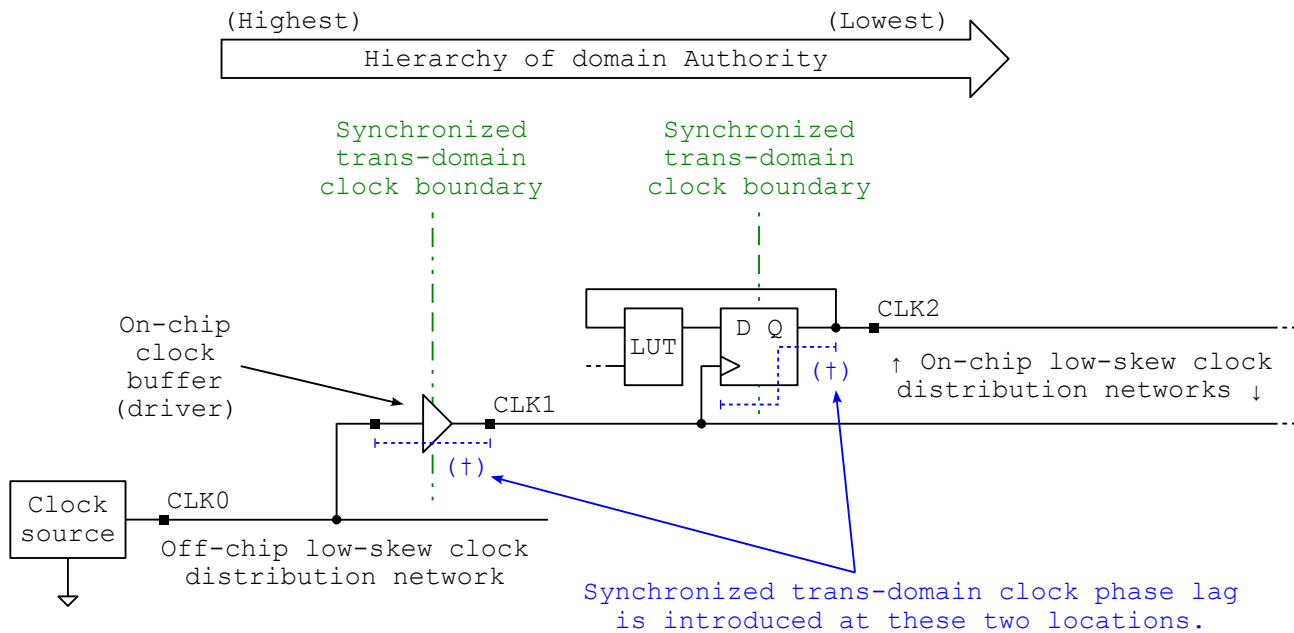 (Highest)
(Lowest)
Hierarchy of domain Authority
Synchronized
trans-domain
clock boundary
Synchronized
trans-domain
clock boundary
On-chip
clock
buffer
(driver)
LUT
D Q
CLK2
(†)
↑ On-chip low-skew clock
distribution networks ↓
CLK1
(†)
Clock
source
CLK0
Off-chip low-skew clock
distribution network
Synchronized trans-domain clock phase lag
is introduced at these two locations.